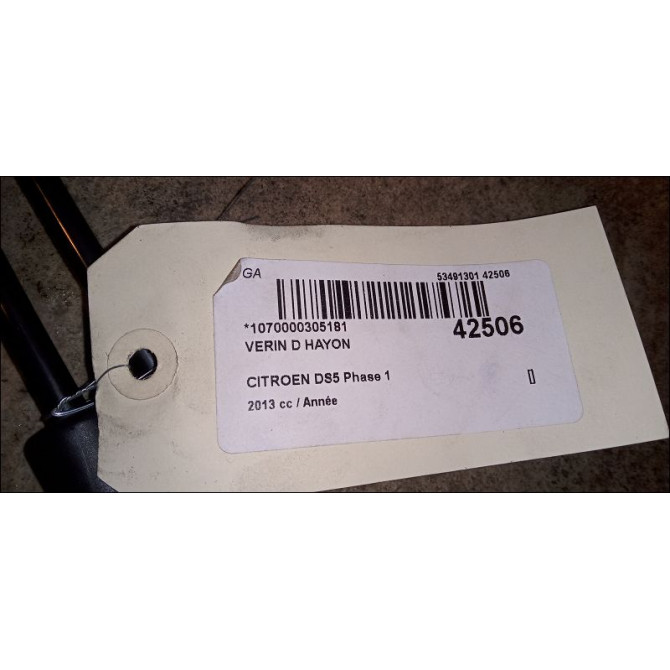 GA
53491301 42506
*1070000305181
42506
VERIN D HAYON
CITROEN DS5 Phase 1
2013 cc / Année